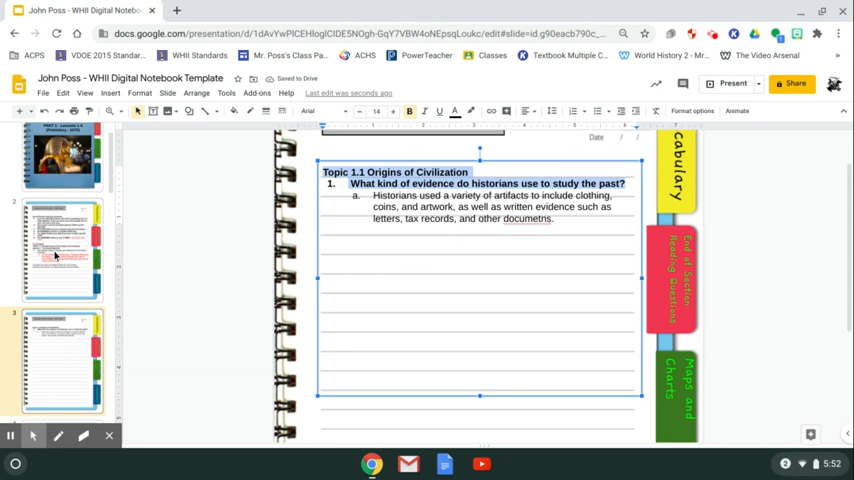 John Poss - WHII Digital Notebo
docs.google.com/presentation/d/1dAvYwPlCEHloglClDE5NOgh-GqY7VBW4oNEpsqLoukc/edit#slide=id.g90eacb790c_...
ACPS
VDOE 2015 Standar...
WHII Standards
Mr. Poss's Class Pa...
ACHS
PowerTeacher
Classes
Textbook Multiple C...
World History 2 - Mr...
The Video Arsenal
John Poss - WHII Digital Notebook Template
Saved to Drive
Present
Share
File Edit View Insert Format Slide Arrange Tools Add-ons Help Last edit was seconds ago
Arial
14
B I U A
Format options
Animate
2
3
Date / /
Topic 1.1 Origins of Civilization
1. What kind of evidence do historians use to study the past?
a. Historians used a variety of artifacts to include clothing,
coins, and artwork, as well as written evidence such as
letters, tax records, and other documetns.
cabulary
End of Section
Reading Questions
Maps and
Charts
2
5:52